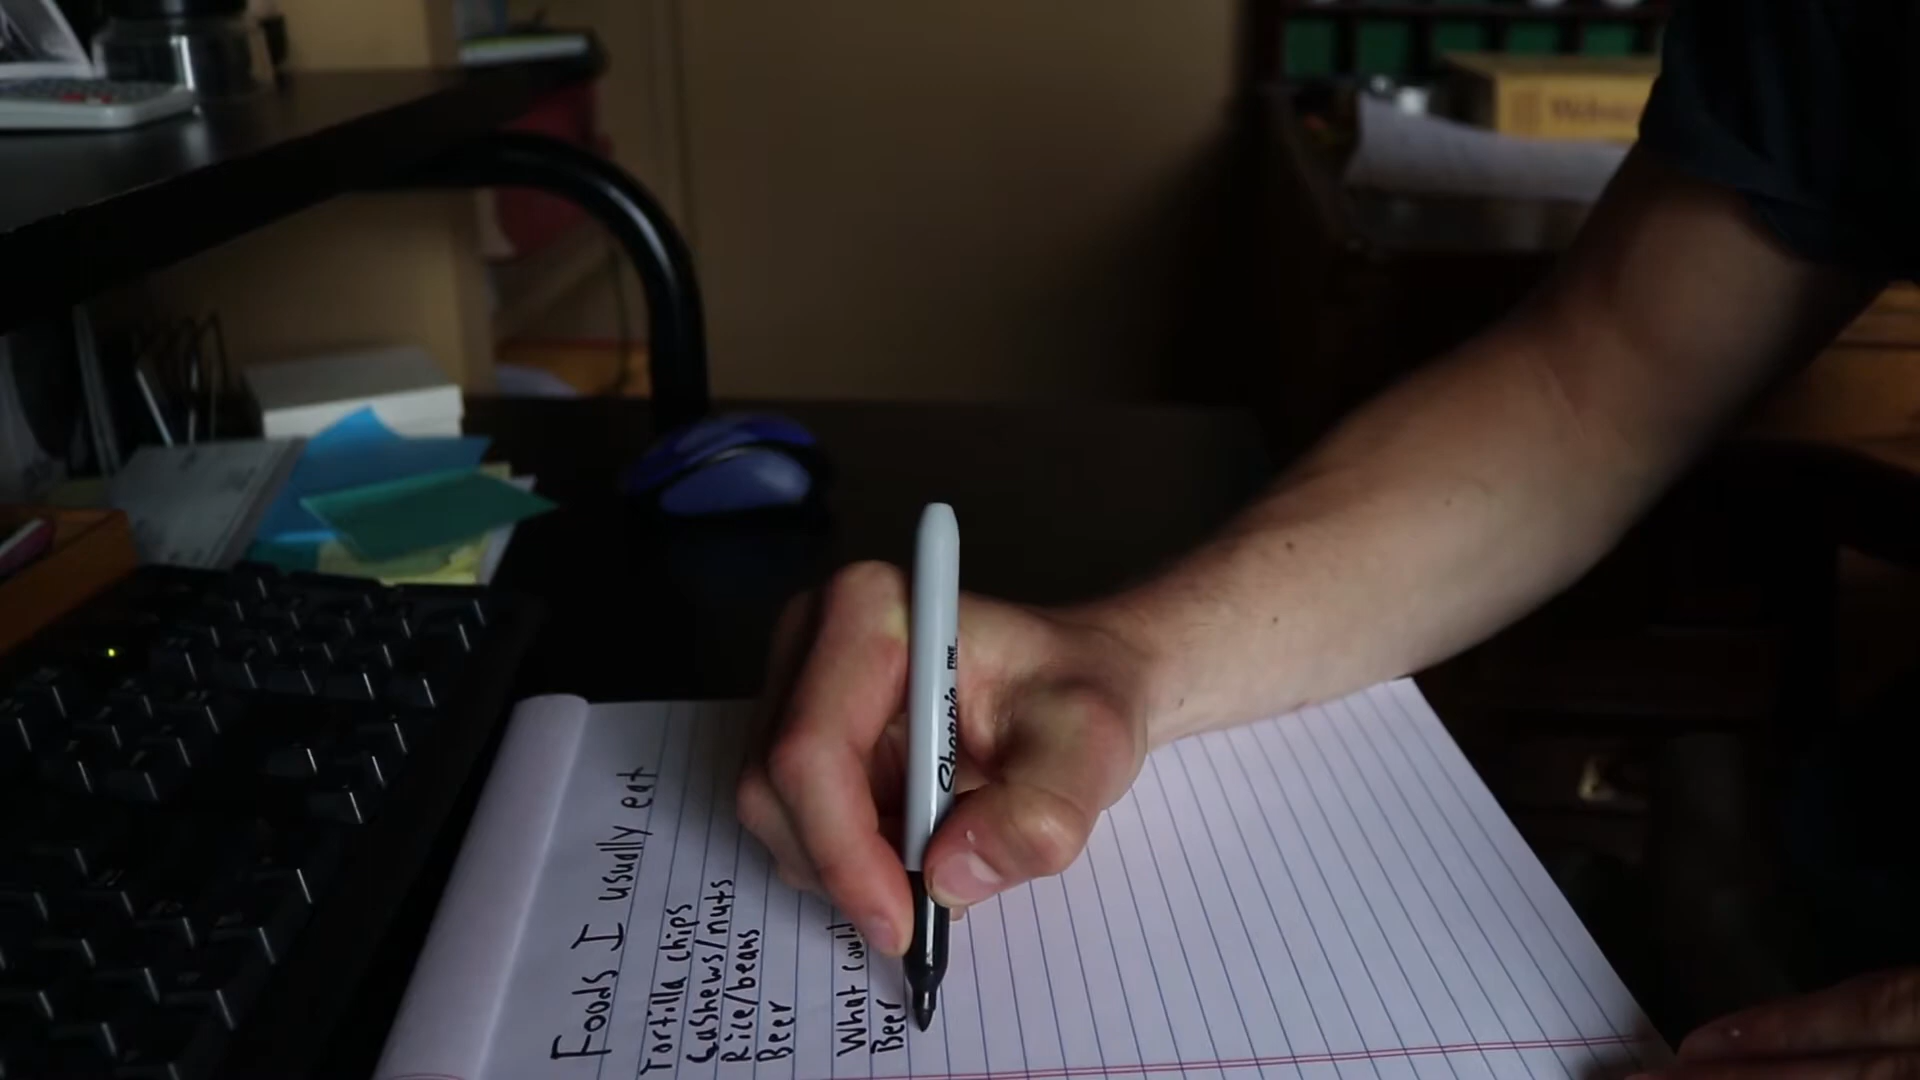 Foods I usually eat
Tortilla chips
Cashews/nuts
Rice/beans
Beer
What could
Beer
Sharpie
FINE